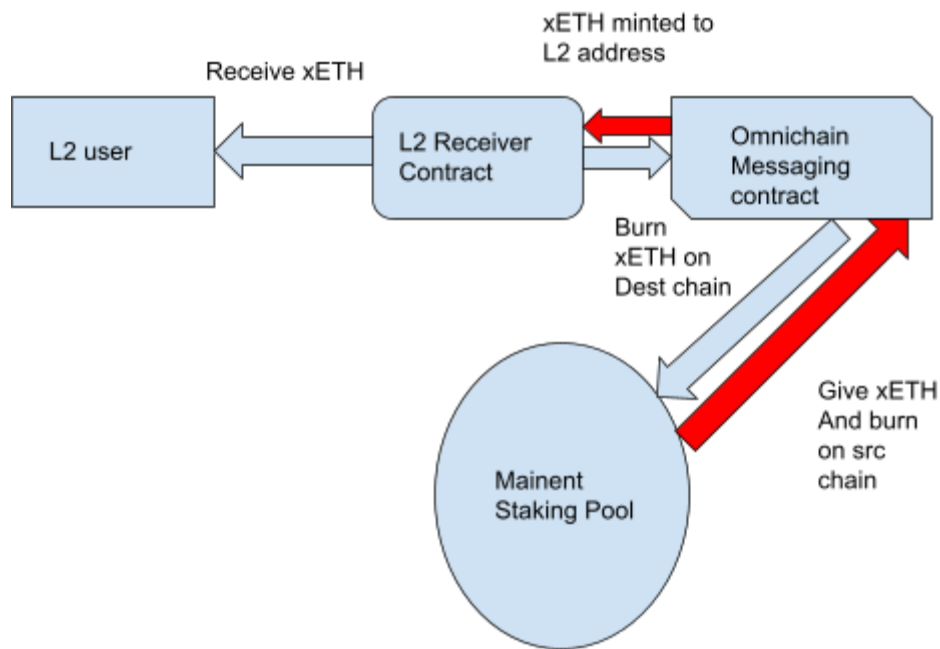 xETH minted to
L2 address
Receive xETH
L2 user
L2 Receiver
Contract
Omnichain
Messaging
contract
Burn
xETH on
Dest chain
Give xETH
And burn
on src
chain
Mainent
Staking Pool